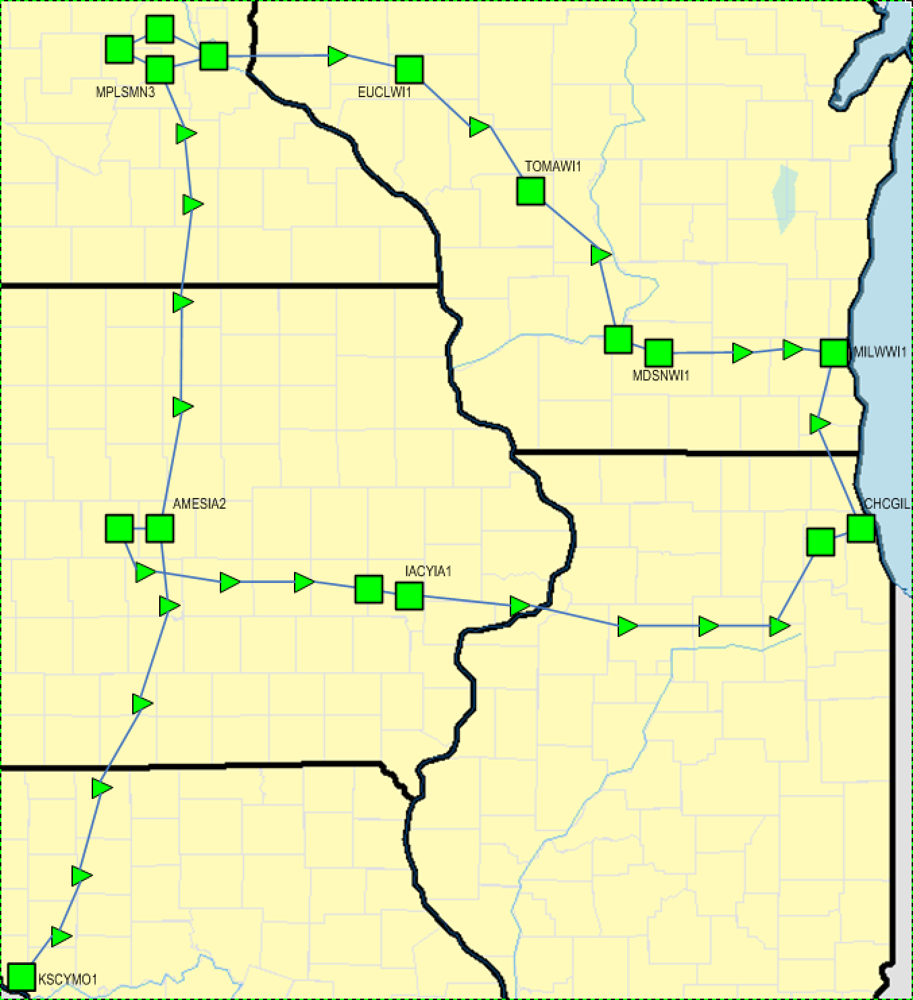 MPLSMN3
EUCLWI1
TOMAWI1
MILWWI1
MDSNWI1
AMESIA2
CHCGIL
IACYIA1
KSCYMO1